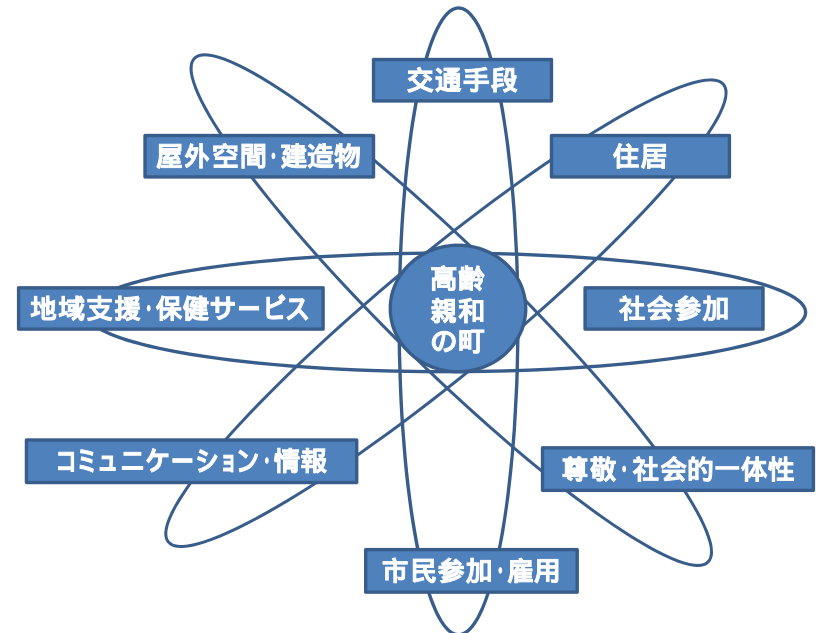 交通手段
屋外空間・建造物
住居
高齢
親和
の町
地域支援・保健サービス
社会参加
コミュニケーション・情報
尊敬・社会的一体性
市民参加・雇用